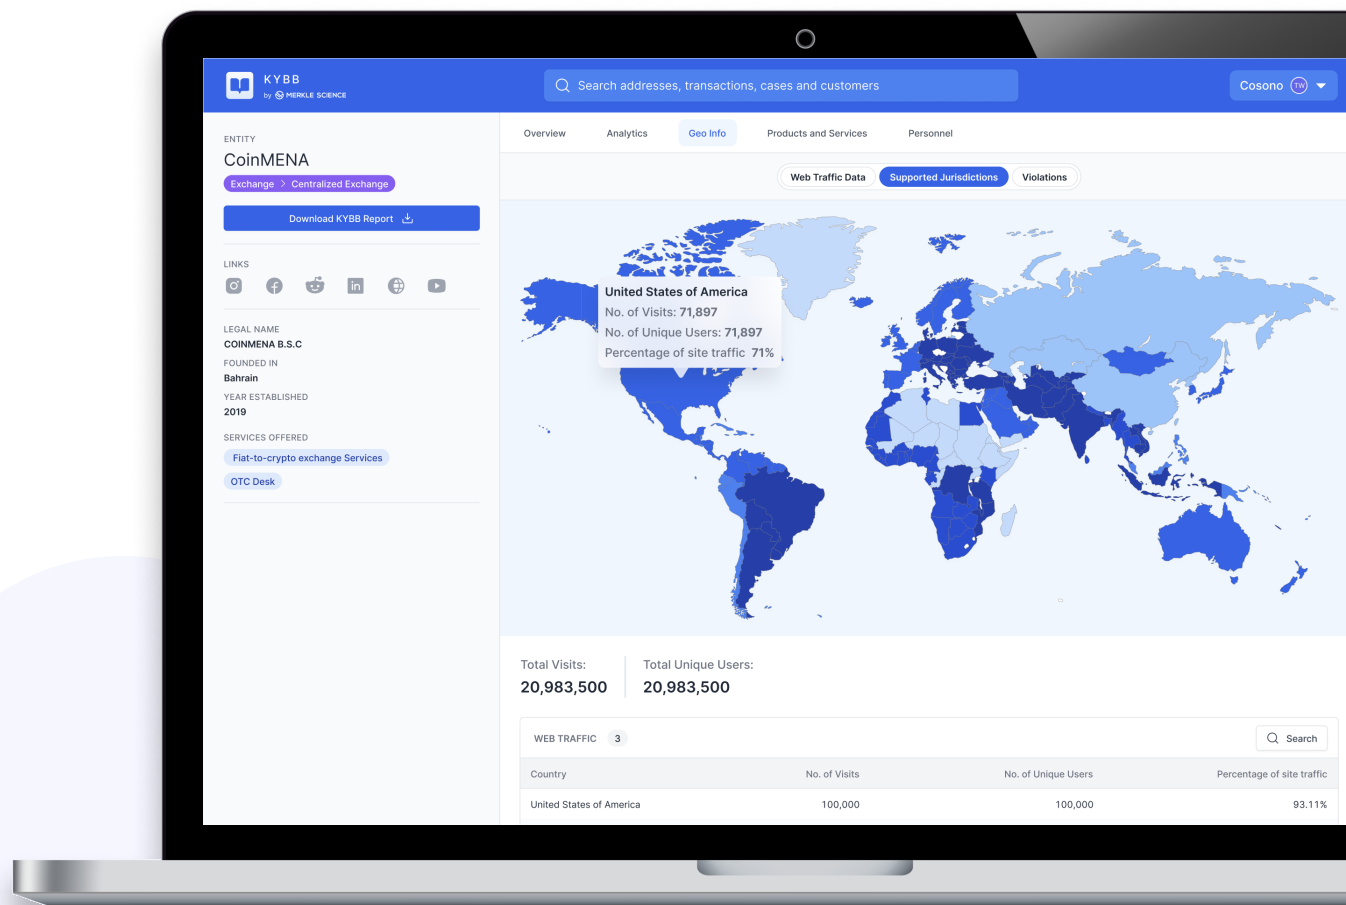 KYBB
by MERKLE SCIENCE
Search addresses, transactions, cases and customers
Cosono TW
ENTITY
CoinMENA
Exchange > Centralized Exchange
Download KYBB Report
LINKS
LEGAL NAME
COINMENA B.S.C
FOUNDED IN
Bahrain
YEAR ESTABLISHED
2019
SERVICES OFFERED
Fiat-to-crypto exchange Services
OTC Desk
Overview Analytics Geo Info Products and Services Personnel
Web Traffic Data Supported Jurisdictions Violations
United States of America
No. of Visits: 71,897
No. of Unique Users: 71,897
Percentage of site traffic 71%
Total Visits: Total Unique Users:
20,983,500 20,983,500
WEB TRAFFIC 3 Search
Country No. of Visits No. of Unique Users Percentage of site traffic
United States of America 100,000 100,000 93.11%